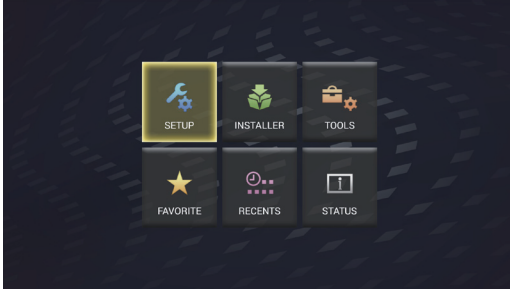 SETUP
INSTALLER
TOOLS
FAVORITE
RECENTS
STATUS